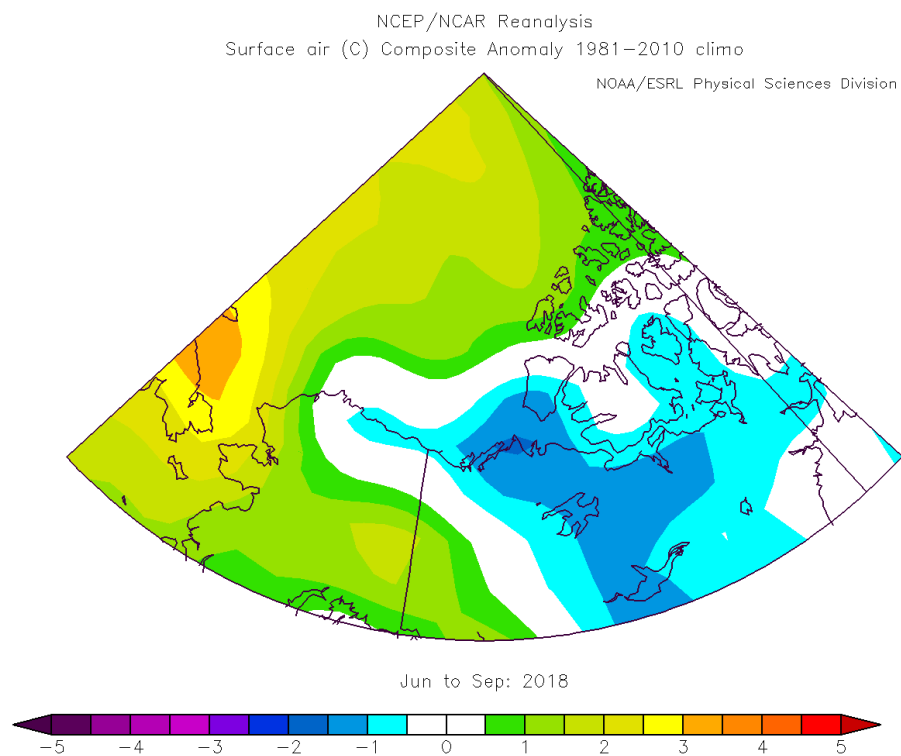 NCEP/NCAR Reanalysis
Surface air (C) Composite Anomaly 1981−2010 climo
NOAA/ESRL Physical Sciences Division
Jun to Sep: 2018
−5 −4 −3 −2 −1 0 1 2 3 4 5